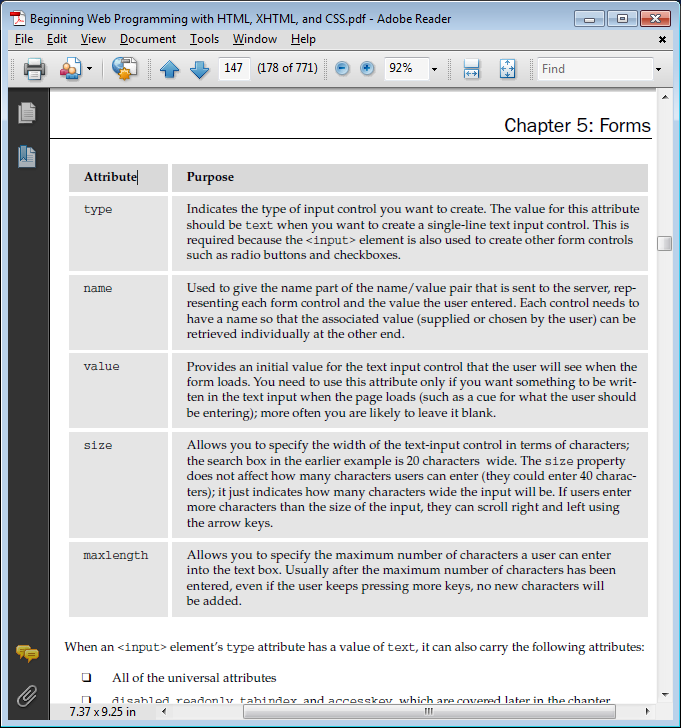 Beginning Web Programming with HTML, XHTML, and CSS.pdf - Adobe Reader
File Edit View Document Tools Window Help
147 (178 of 771) 92% Find
Chapter 5: Forms
Attribute Purpose
type Indicates the type of input control you want to create. The value for this attribute
should be text when you want to create a single-line text input control. This is
required because the <input> element is also used to create other form controls
such as radio buttons and checkboxes.
name Used to give the name part of the name/value pair that is sent to the server, rep-
resenting each form control and the value the user entered. Each control needs to
have a name so that the associated value (supplied or chosen by the user) can be
retrieved individually at the other end.
value Provides an initial value for the text input control that the user will see when the
form loads. You need to use this attribute only if you want something to be writ-
ten in the text input when the page loads (such as a cue for what the user should
be entering); more often you are likely to leave it blank.
size Allows you to specify the width of the text-input control in terms of characters;
the search box in the earlier example is 20 characters wide. The size property
does not affect how many characters users can enter (they could enter 40 charac-
ters); it just indicates how many characters wide the input will be. If users enter
more characters than the size of the input, they can scroll right and left using
the arrow keys.
maxlength Allows you to specify the maximum number of characters a user can enter
into the text box. Usually after the maximum number of characters has been
entered, even if the user keeps pressing more keys, no new characters will
be added.
When an <input> element's type attribute has a value of text, it can also carry the following attributes:
❑ All of the universal attributes
❑ disabled, readonly, tabindex, and accesskey, which are covered later in the chapter
7.37 x 9.25 in